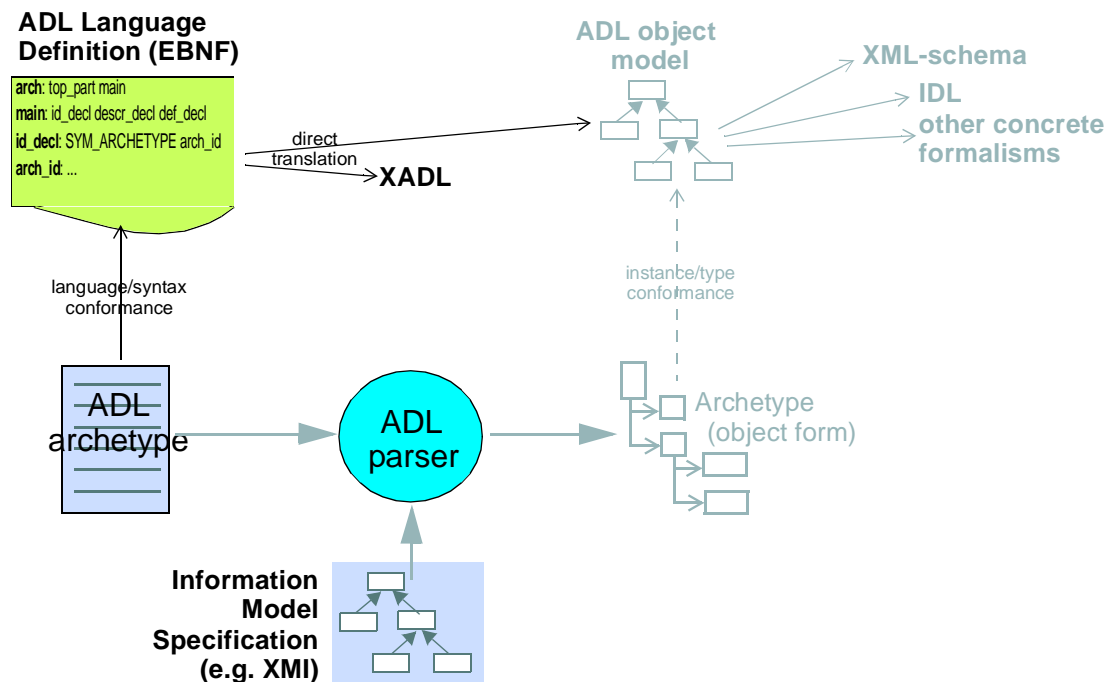 ADL Language
Definition (EBNF)
arch: top_part main
main: id_decl descr_decl def_decl
id_decl: SYM_ARCHETYPE arch_id
arch_id: ...
direct
translation
XADL
ADL object
model
XML-schema
IDL
other concrete
formalisms
language/syntax
conformance
instance/type
conformance
ADL
archetype
ADL
parser
Archetype
(object form)
Information
Model
Specification
(e.g. XMI)